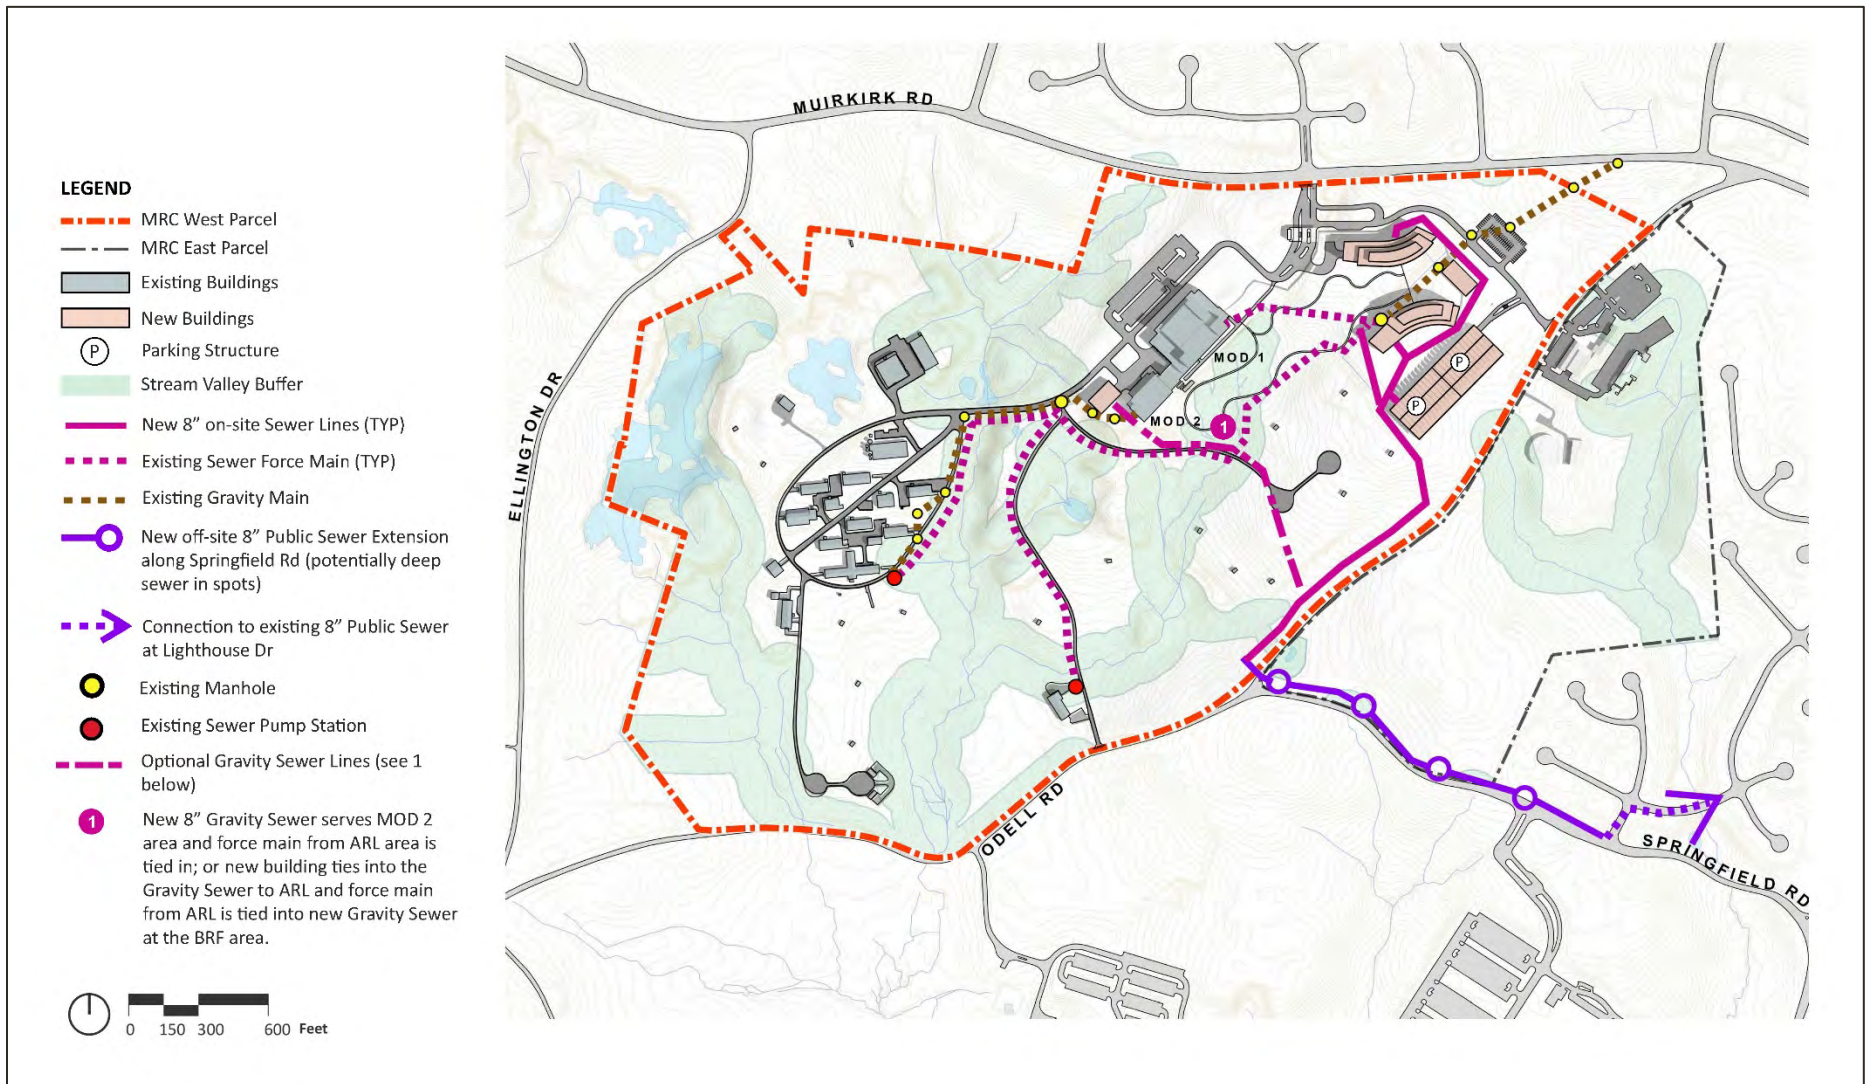 LEGEND
MRC West Parcel
MRC East Parcel
Existing Buildings
New Buildings
P Parking Structure
Stream Valley Buffer
New 8” on-site Sewer Lines (TYP)
Existing Sewer Force Main (TYP)
Existing Gravity Main
New off-site 8” Public Sewer Extension
along Springfield Rd (potentially deep
sewer in spots)
Connection to existing 8” Public Sewer
at Lighthouse Dr
Existing Manhole
Existing Sewer Pump Station
Optional Gravity Sewer Lines (see 1
below)
1 New 8” Gravity Sewer serves MOD 2
area and force main from ARL area is
tied in; or new building ties into the
Gravity Sewer to ARL and force main
from ARL is tied into new Gravity Sewer
at the BRF area.
0 150 300 600 Feet
MUIRKIRK RD
ELLINGTON DR
MOD 1
MOD 2
1
P
P
ODELL RD
SPRINGFIELD RD